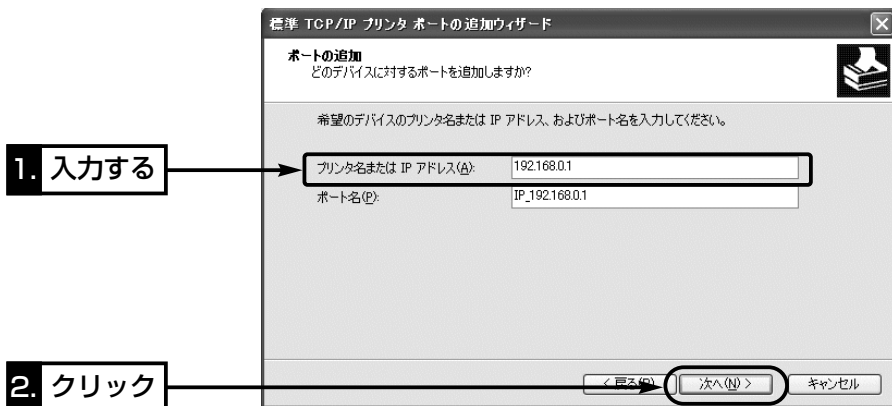 標準 TCP/IP プリンタ ポートの追加ウィザード
ポートの追加
どのデバイスに対するポートを追加しますか?
希望のデバイスのプリンタ名または IP アドレス、およびポート名を入力してください。
1. 入力する
プリンタ名または IP アドレス(A):
192.168.0.1
ポート名(P):
IP_192.168.0.1
2. クリック
< 戻る(B)
次へ(N) >
キャンセル